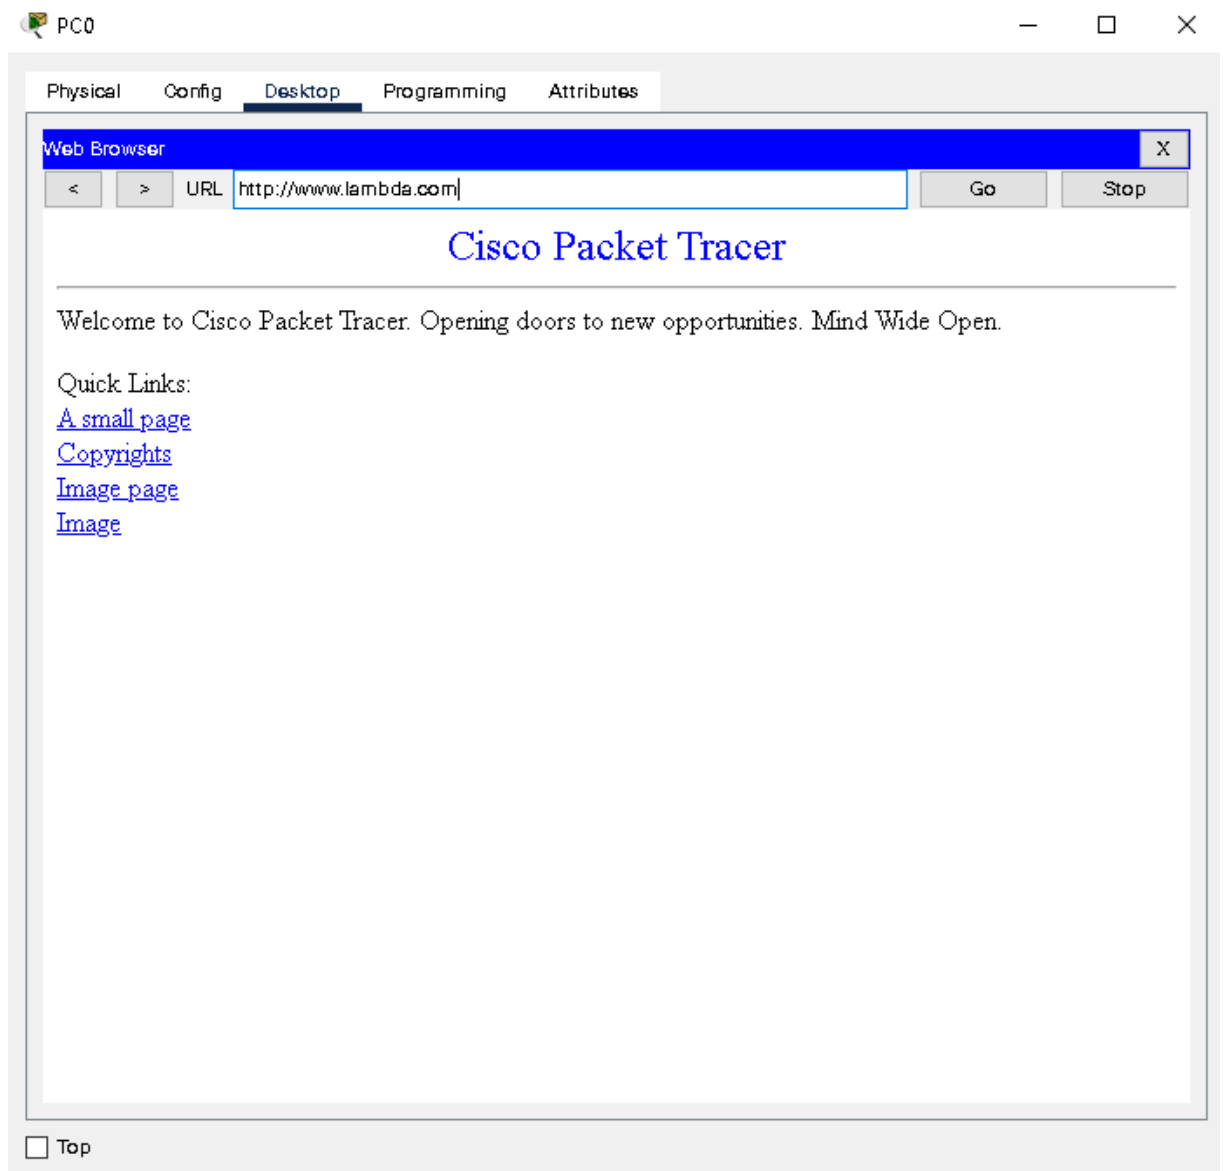 PC0
Physical Config Desktop Programming Attributes
Web Browser X
< > URL http://www.lambda.com Go Stop
Cisco Packet Tracer
Welcome to Cisco Packet Tracer. Opening doors to new opportunities. Mind Wide Open.
Quick Links:
A small page
Copyrights
Image page
Image
Top